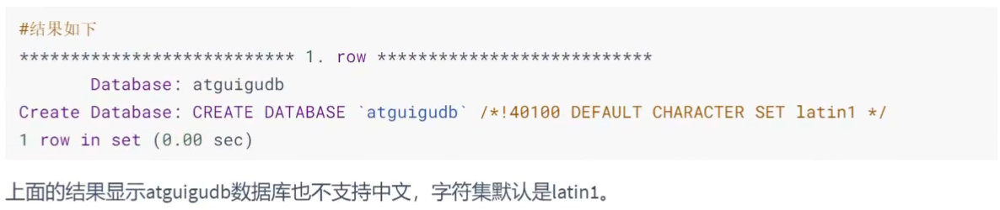 #结果如下
*************************** 1. row ***************************
Database: atguigudb
Create Database: CREATE DATABASE `atguigudb` /*!40100 DEFAULT CHARACTER SET latin1 */
1 row in set (0.00 sec)
上面的结果显示atguigudb数据库也不支持中文，字符集默认是latin1。